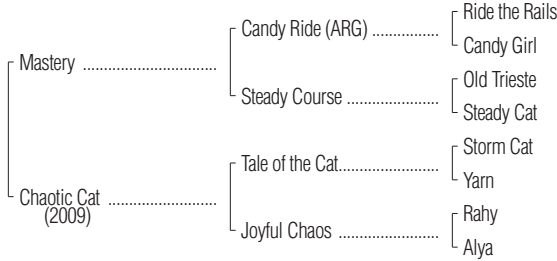 Ride the Rails
Candy Ride (ARG) ................
Candy Girl
Mastery ................................
Old Trieste
Steady Course ......................
Steady Cat
Storm Cat
Tale of the Cat........................
Yarn
Chaotic Cat ..........................
(2009)
Rahy
Joyful Chaos ........................
Alya